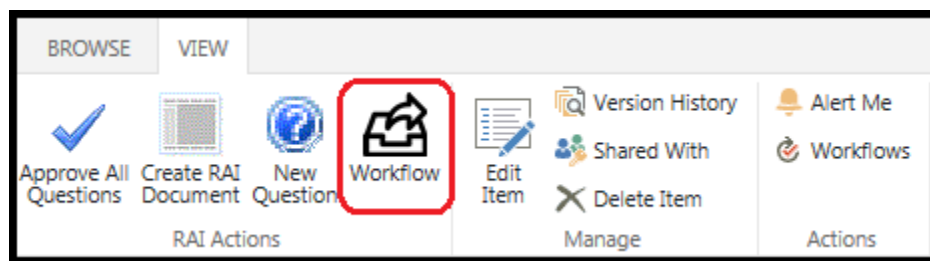 BROWSE VIEW
Approve All Questions
Create RAI Document
New Question
Workflow
Edit Item
Version History
Shared With
Delete Item
Alert Me
Workflows
RAI Actions
Manage
Actions